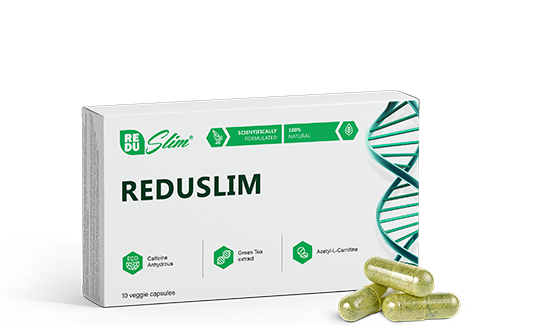 RE
DU
Slim®
SCIENTIFICALLY
FORMULATED
100%
NATURAL
REDUSLIM
ECO
Caffeine
Anhydrous
Green Tea
extract
Acetyl-L-Carnitine
10 veggie capsules